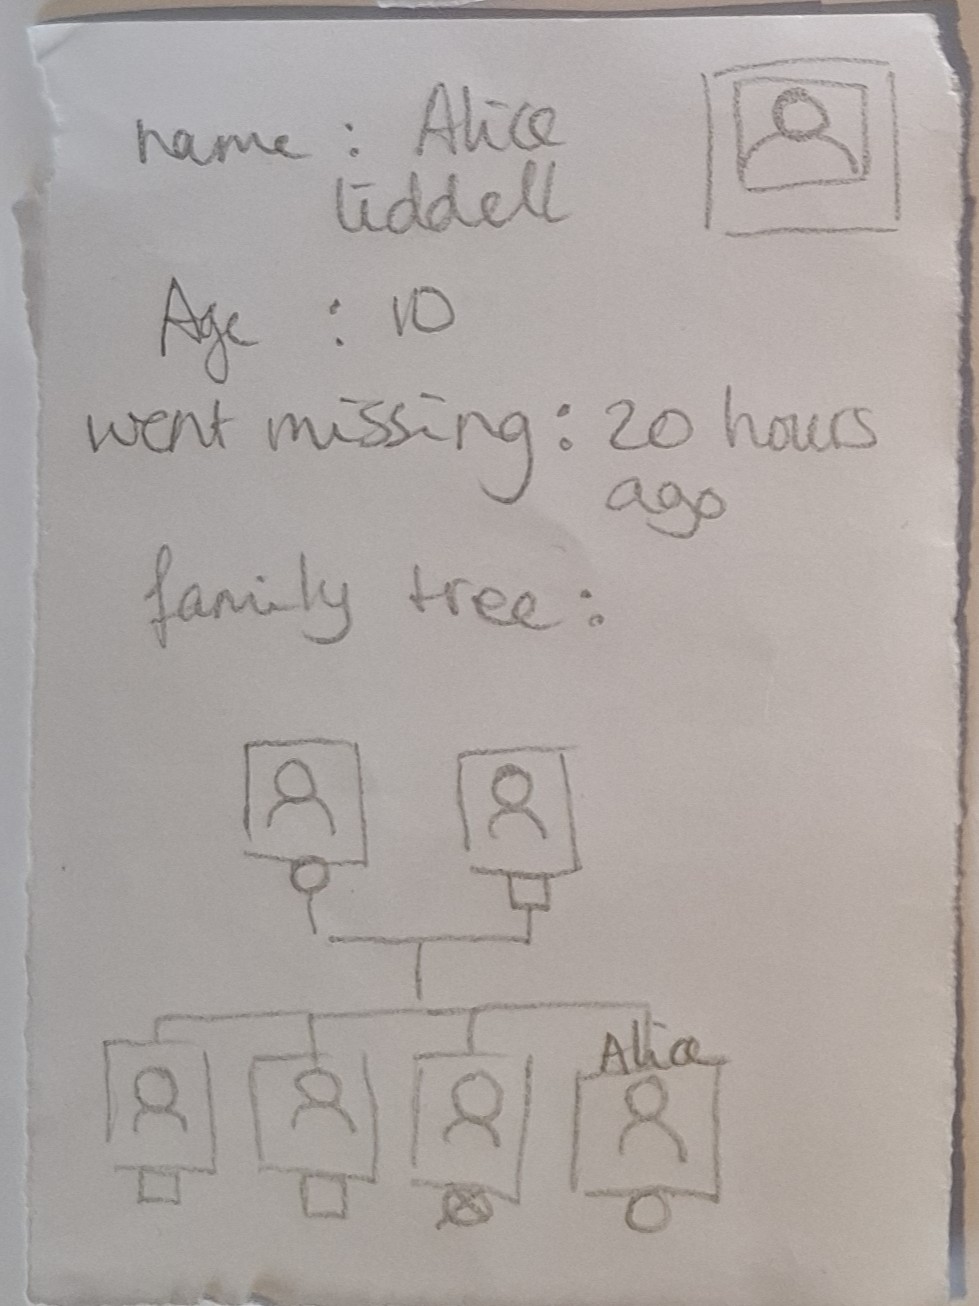 name : Alice
liddell
Age : 10
went missing : 20 hours
ago
family tree :
Alice